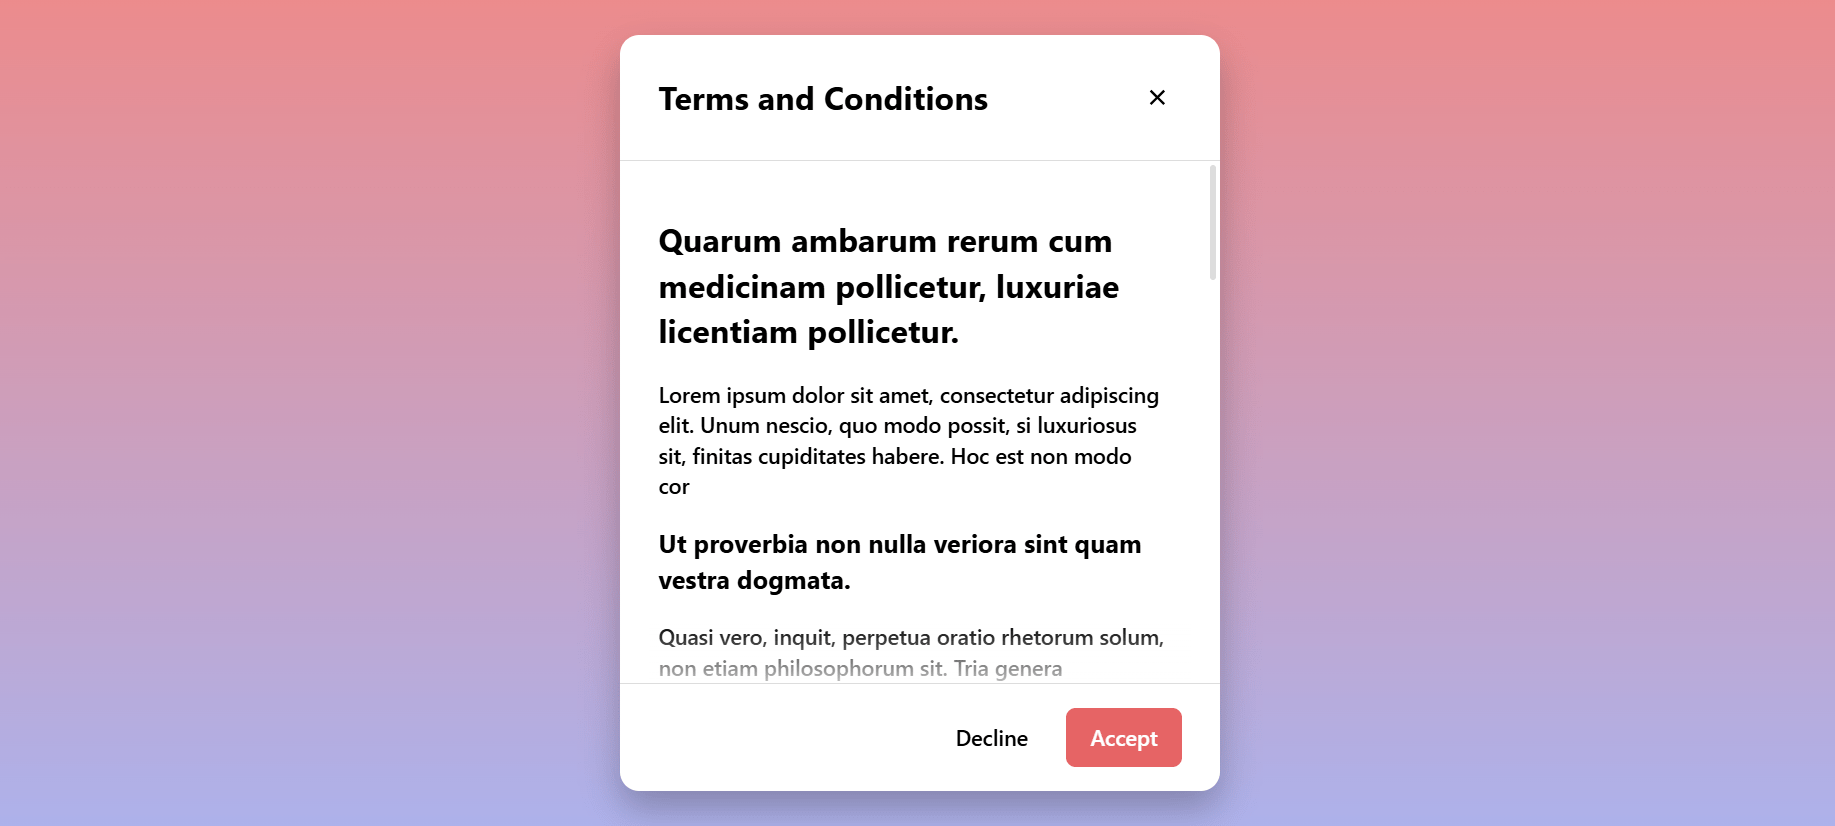 Terms and Conditions
Quarum ambarum rerum cum
medicinam pollicetur, luxuriae
licentiam pollicetur.
Lorem ipsum dolor sit amet, consectetur adipiscing
elit. Unum nescio, quo modo possit, si luxuriosus
sit, finitas cupiditates habere. Hoc est non modo
cor
Ut proverbia non nulla veriora sint quam
vestra dogmata.
Quasi vero, inquit, perpetua oratio rhetorum solum,
non etiam philosophorum sit. Tria genera
Decline
Accept